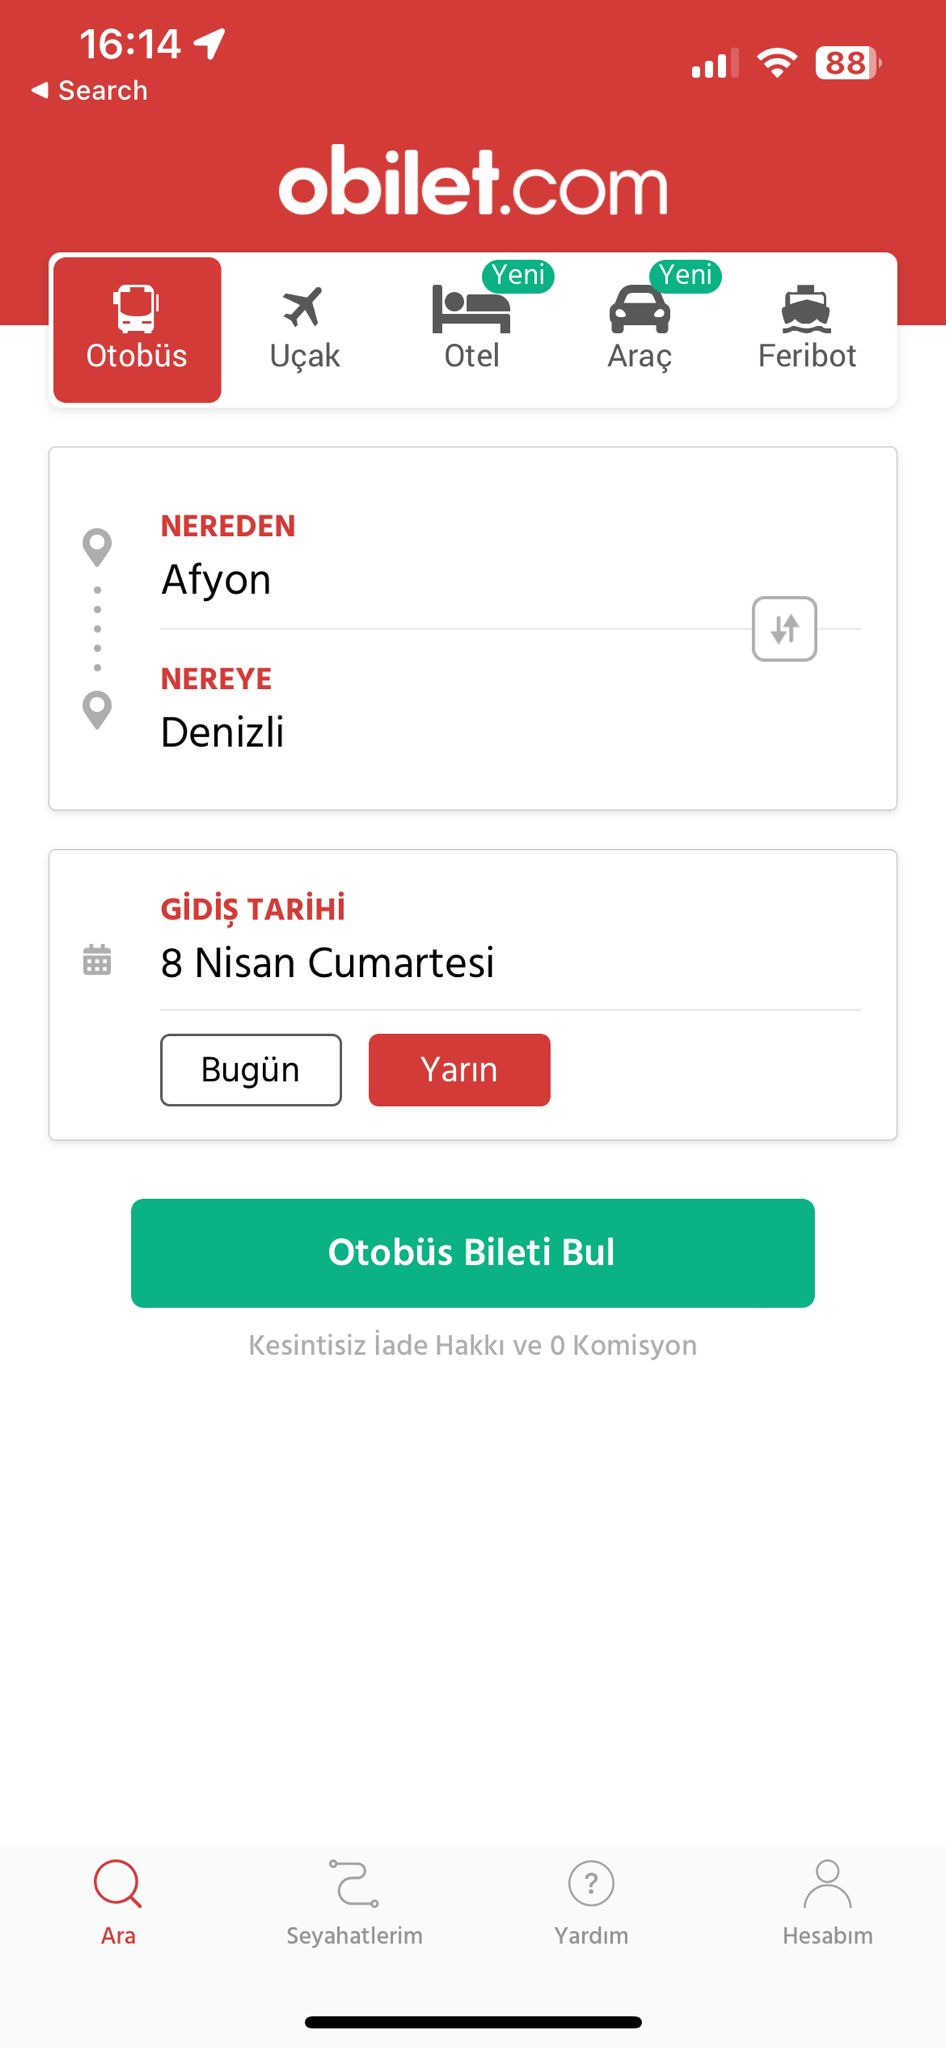 16:14
88
Search
obilet.com
Yeni
Yeni
Otobüs
Uçak
Otel
Araç
Feribot
NEREDEN
Afyon
NEREYE
Denizli
GİDİŞ TARİHİ
8 Nisan Cumartesi
Bugün
Yarın
Otobüs Bileti Bul
Kesintisiz İade Hakkı ve 0 Komisyon
?
Ara
Seyahatlerim
Yardım
Hesabım